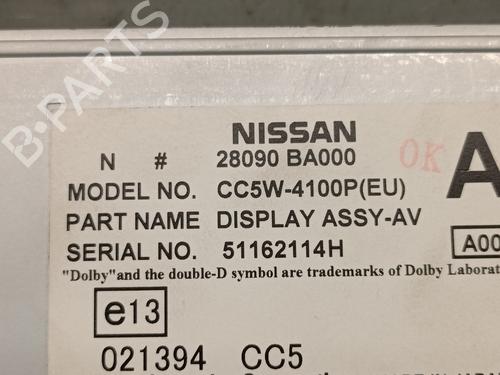 B-PARTS
NISSAN
N # 28090 BA000
OK
A
MODEL NO. CC5W-4100P(EU)
PART NAME DISPLAY ASSY-AV
SERIAL NO. 51162114H
A00
"Dolby"and the double-D symbol are trademarks of Dolby Laborat
e13
021394 CC5